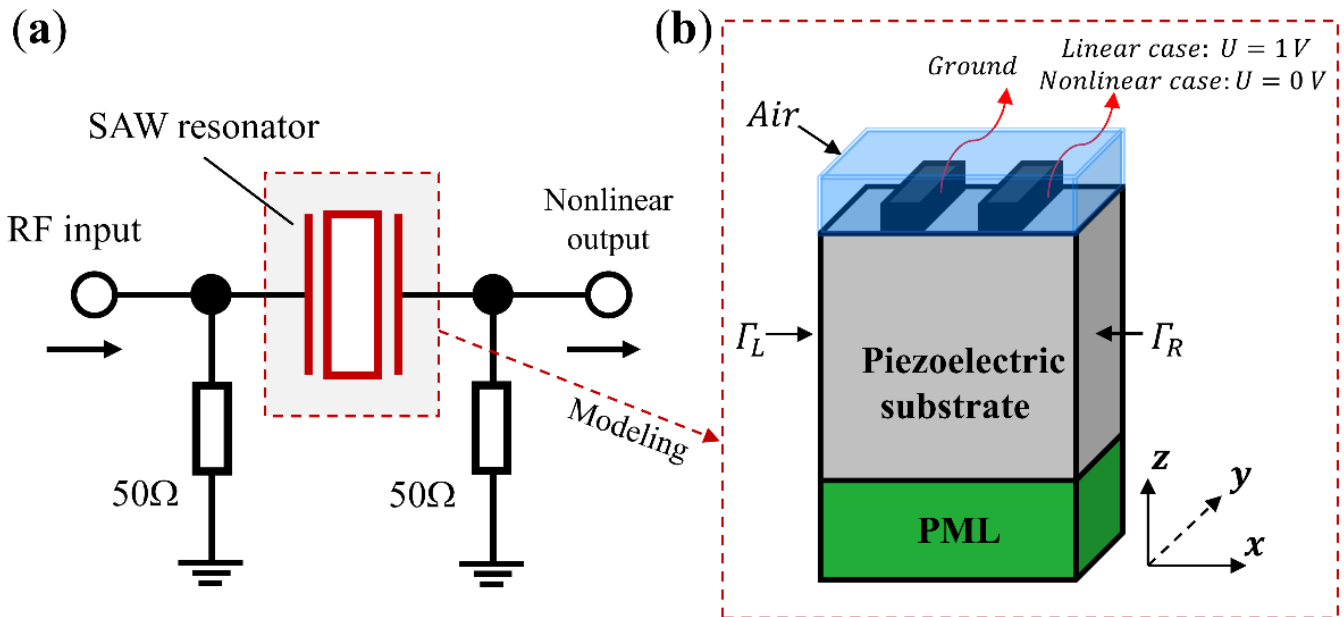 (a)
SAW resonator
RF input
Nonlinear
output
50Ω
50Ω
Modeling
(b)
Linear case: U = 1 V
Ground
Nonlinear case: U = 0 V
Air
Γ_L
Γ_R
Piezoelectric
substrate
PML
z
y
x